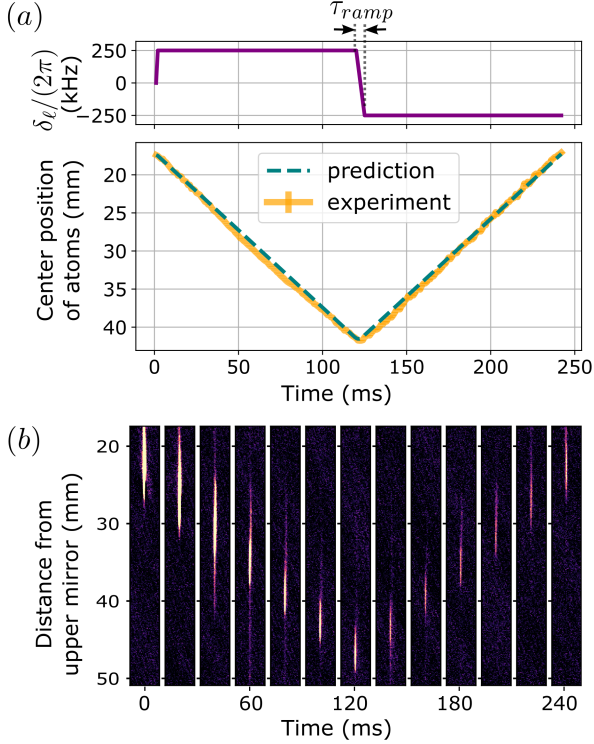 (a)
τ_ramp
δ_ℓ/(2π)
(kHz)
250
0
−250
Center position
of atoms (mm)
20
25
30
35
40
prediction
experiment
0 50 100 150 200 250
Time (ms)
(b)
Distance from
upper mirror (mm)
20
30
40
50
0 60 120 180 240
Time (ms)